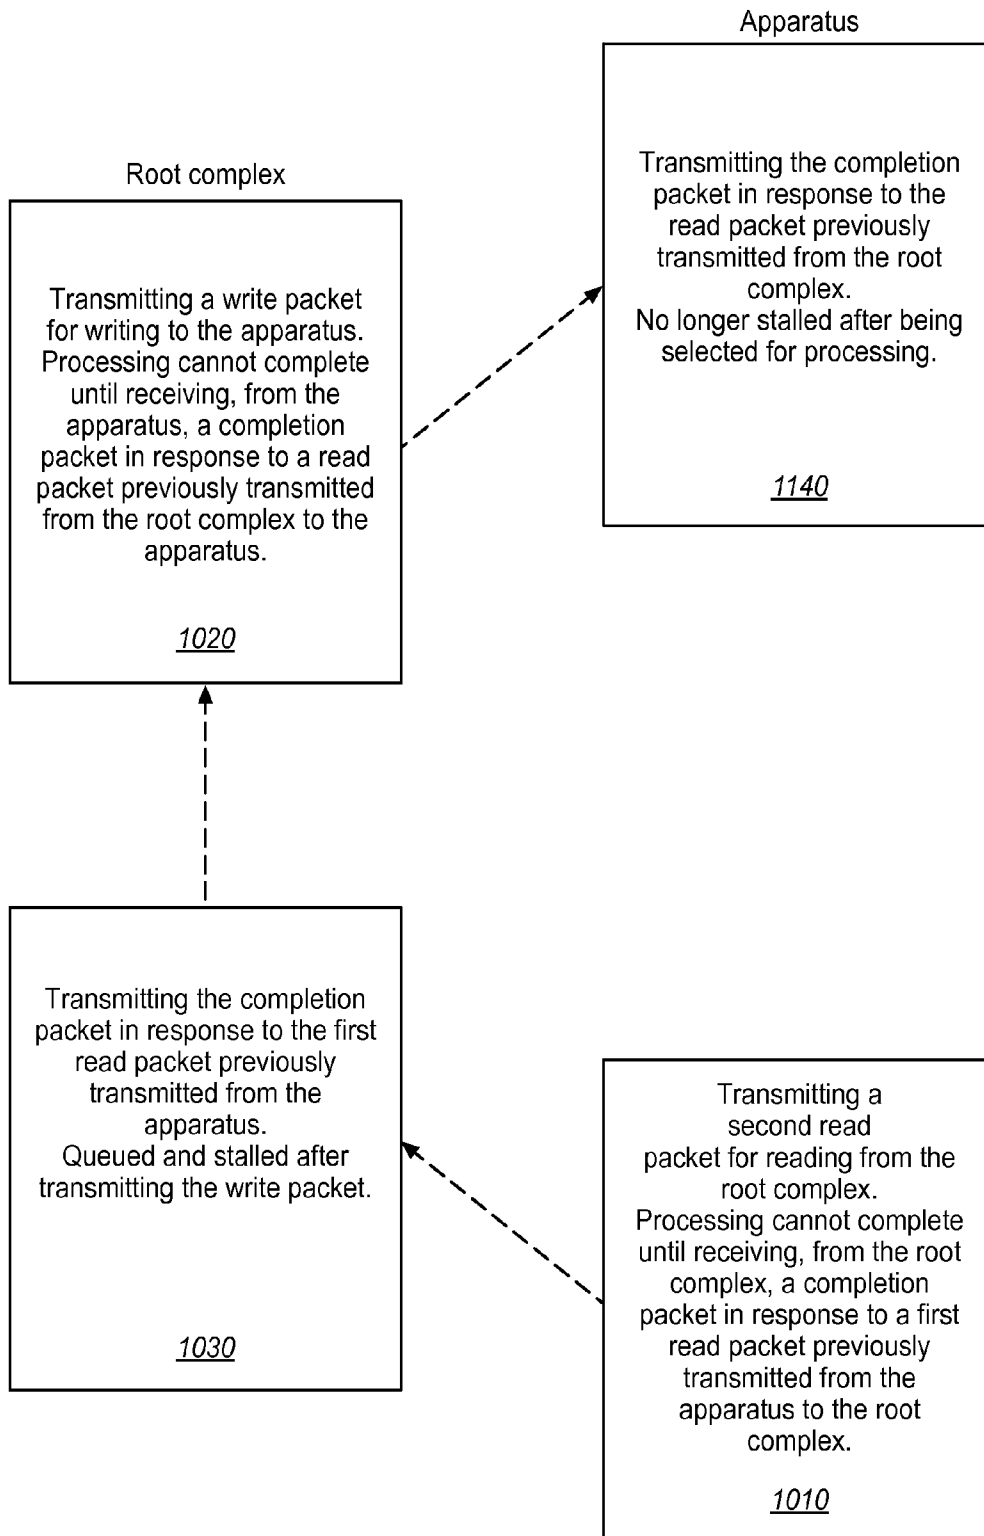 Apparatus
Transmitting the completion
packet in response to the
read packet previously
transmitted from the root
complex.
No longer stalled after being
selected for processing.
1140
Root complex
Transmitting a write packet
for writing to the apparatus.
Processing cannot complete
until receiving, from the
apparatus, a completion
packet in response to a read
packet previously transmitted
from the root complex to the
apparatus.
1020
Transmitting the completion
packet in response to the first
read packet previously
transmitted from the
apparatus.
Queued and stalled after
transmitting the write packet.
1030
Transmitting a
second read
packet for reading from the
root complex.
Processing cannot complete
until receiving, from the root
complex, a completion
packet in response to a first
read packet previously
transmitted from the
apparatus to the root
complex.
1010